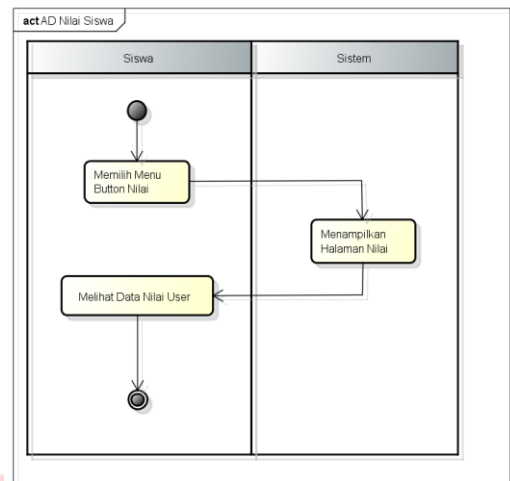 act AD Nilai Siswa
Siswa
Sistem
Memilih Menu
Button Nilai
Menampilkan
Halaman Nilai
Melihat Data Nilai User